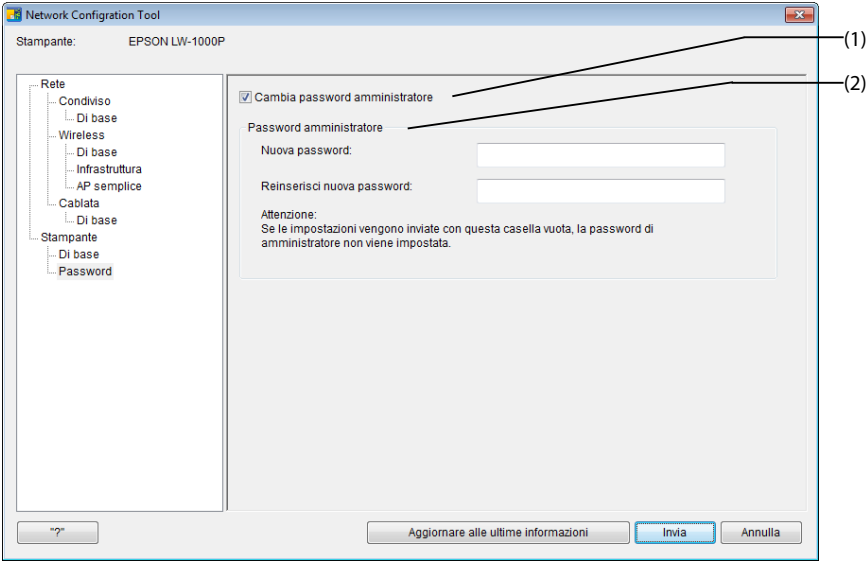 Network Configration Tool
Stampante: EPSON LW-1000P
(1)
(2)
Rete
Condiviso
Di base
Wireless
Di base
Infrastruttura
AP semplice
Cablata
Di base
Stampante
Di base
Password
Cambia password amministratore
Password amministratore
Nuova password:
Reinserisci nuova password:
Attenzione:
Se le impostazioni vengono inviate con questa casella vuota, la password di
amministratore non viene impostata.
"?"
Aggiornare alle ultime informazioni
Invia
Annulla